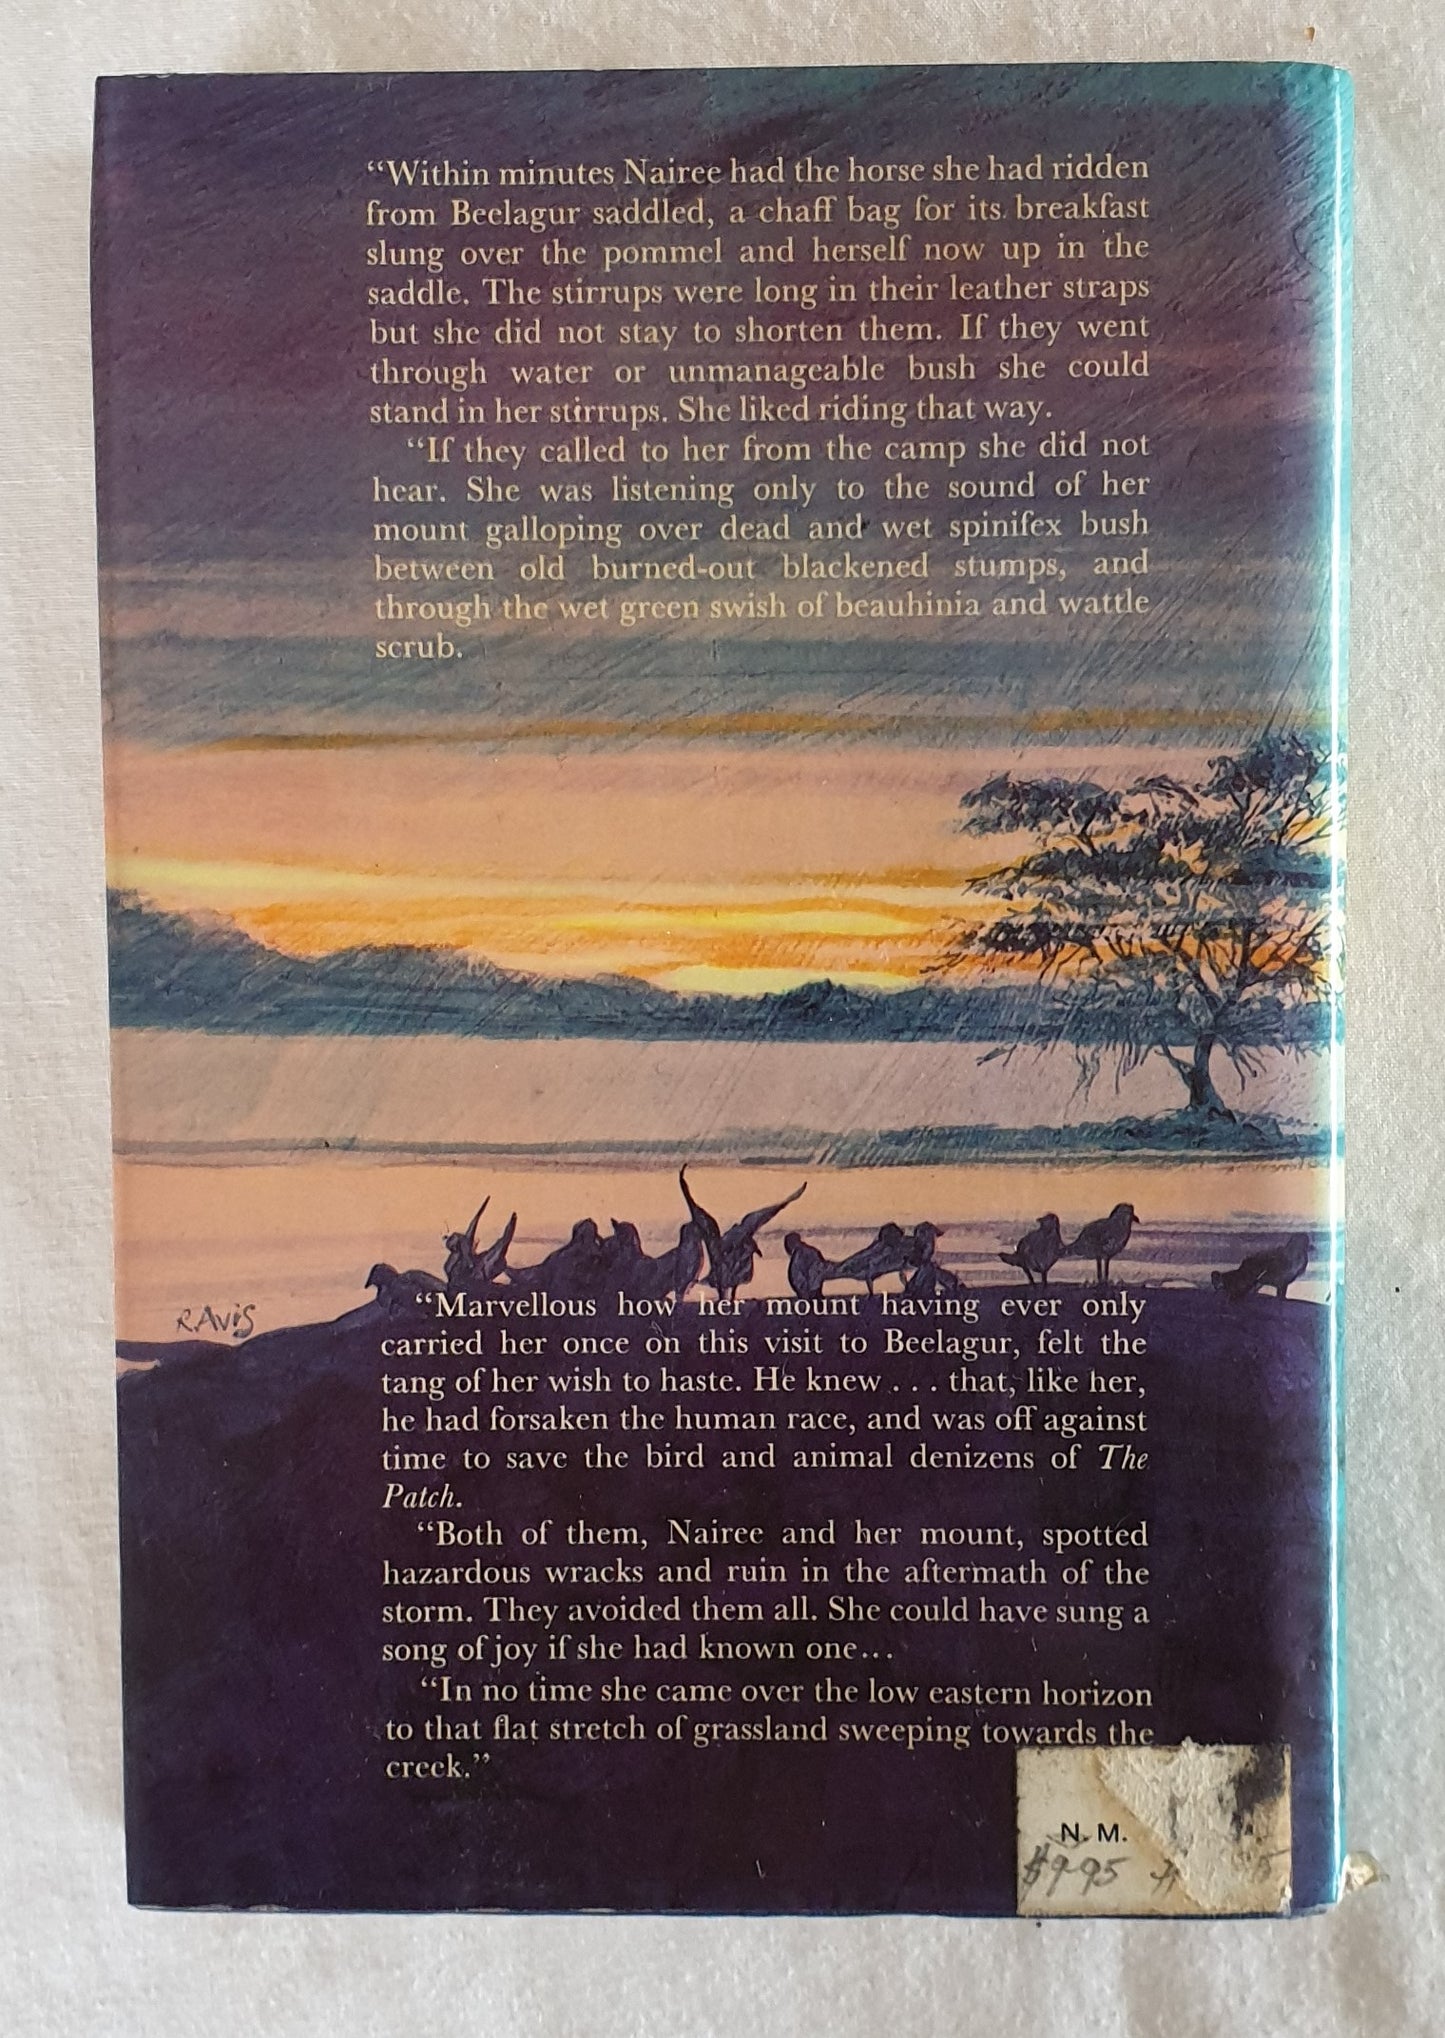 “Within minutes Nairee had the horse she had ridden
from Beelagur saddled, a chaff bag for its breakfast
slung over the pommel and herself now up in the
saddle. The stirrups were long in their leather straps
but she did not stay to shorten them. If they went
through water or unmanageable bush she could
stand in her stirrups. She liked riding that way.
“If they called to her from the camp she did not
hear. She was listening only to the sound of her
mount galloping over dead and wet spinifex bush
between old burned-out blackened stumps, and
through the wet green swish of beauhinia and wattle
scrub.
R. Avis
“Marvellous how her mount having ever only
carried her once on this visit to Beelagur, felt the
tang of her wish to haste. He knew . . . that, like her,
he had forsaken the human race, and was off against
time to save the bird and animal denizens of The
Patch.
“Both of them, Nairee and her mount, spotted
hazardous wracks and ruin in the aftermath of the
storm. They avoided them all. She could have sung a
song of joy if she had known one...
“In no time she came over the low eastern horizon
to that flat stretch of grassland sweeping towards the
creek.”
N. M.
$9.95